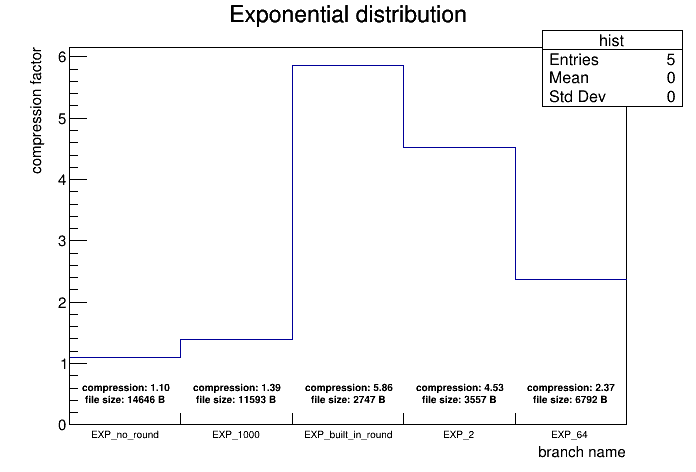 Exponential distribution
hist
Entries 5
Mean 0
Std Dev 0
compression factor
6
5
4
3
2
1
0
compression: 1.10
file size: 14646 B
compression: 1.39
file size: 11593 B
compression: 5.86
file size: 2747 B
compression: 4.53
file size: 3557 B
compression: 2.37
file size: 6792 B
EXP_no_round
EXP_1000
EXP_built_in_round
EXP_2
EXP_64
branch name